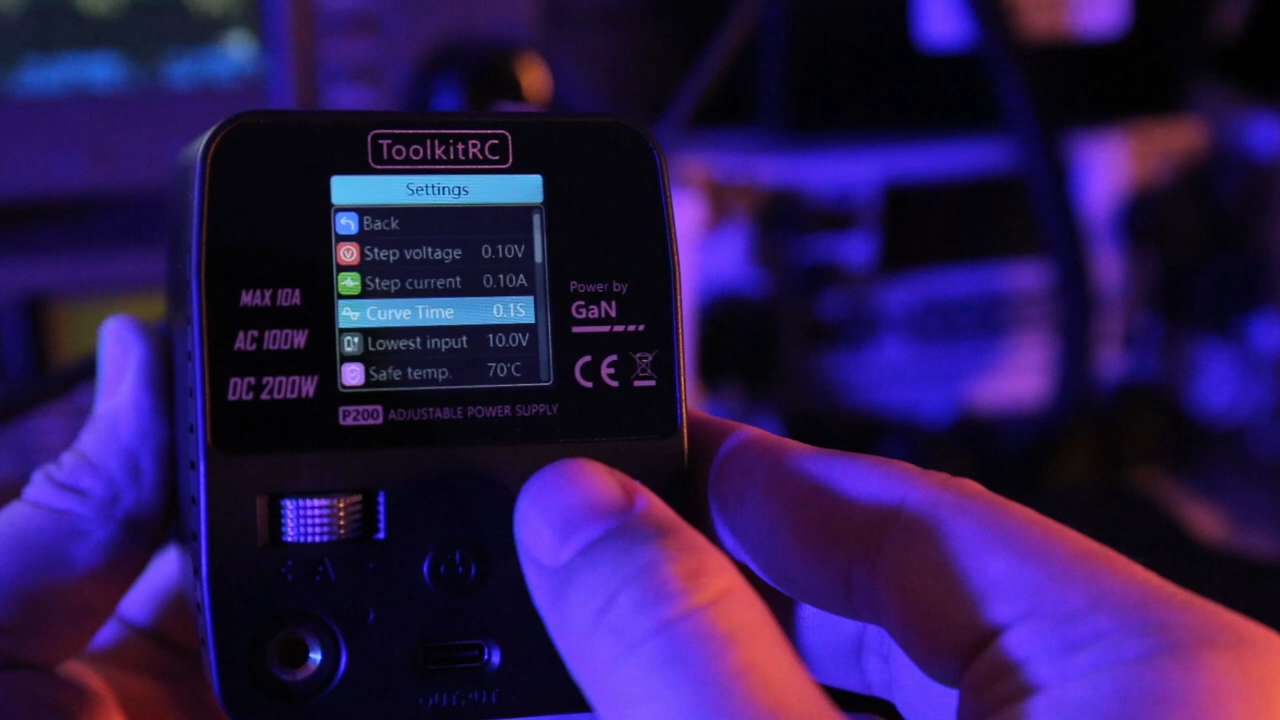 ToolkitRC
Settings
Back
Step voltage 0.10V
Step current 0.10A
Curve Time 0.1S
Lowest input 10.0V
Safe temp. 70°C
MAX 10A
AC 100W
DC 200W
Power by
GaN
CE
P200 ADJUSTABLE POWER SUPPLY
OUTPUT